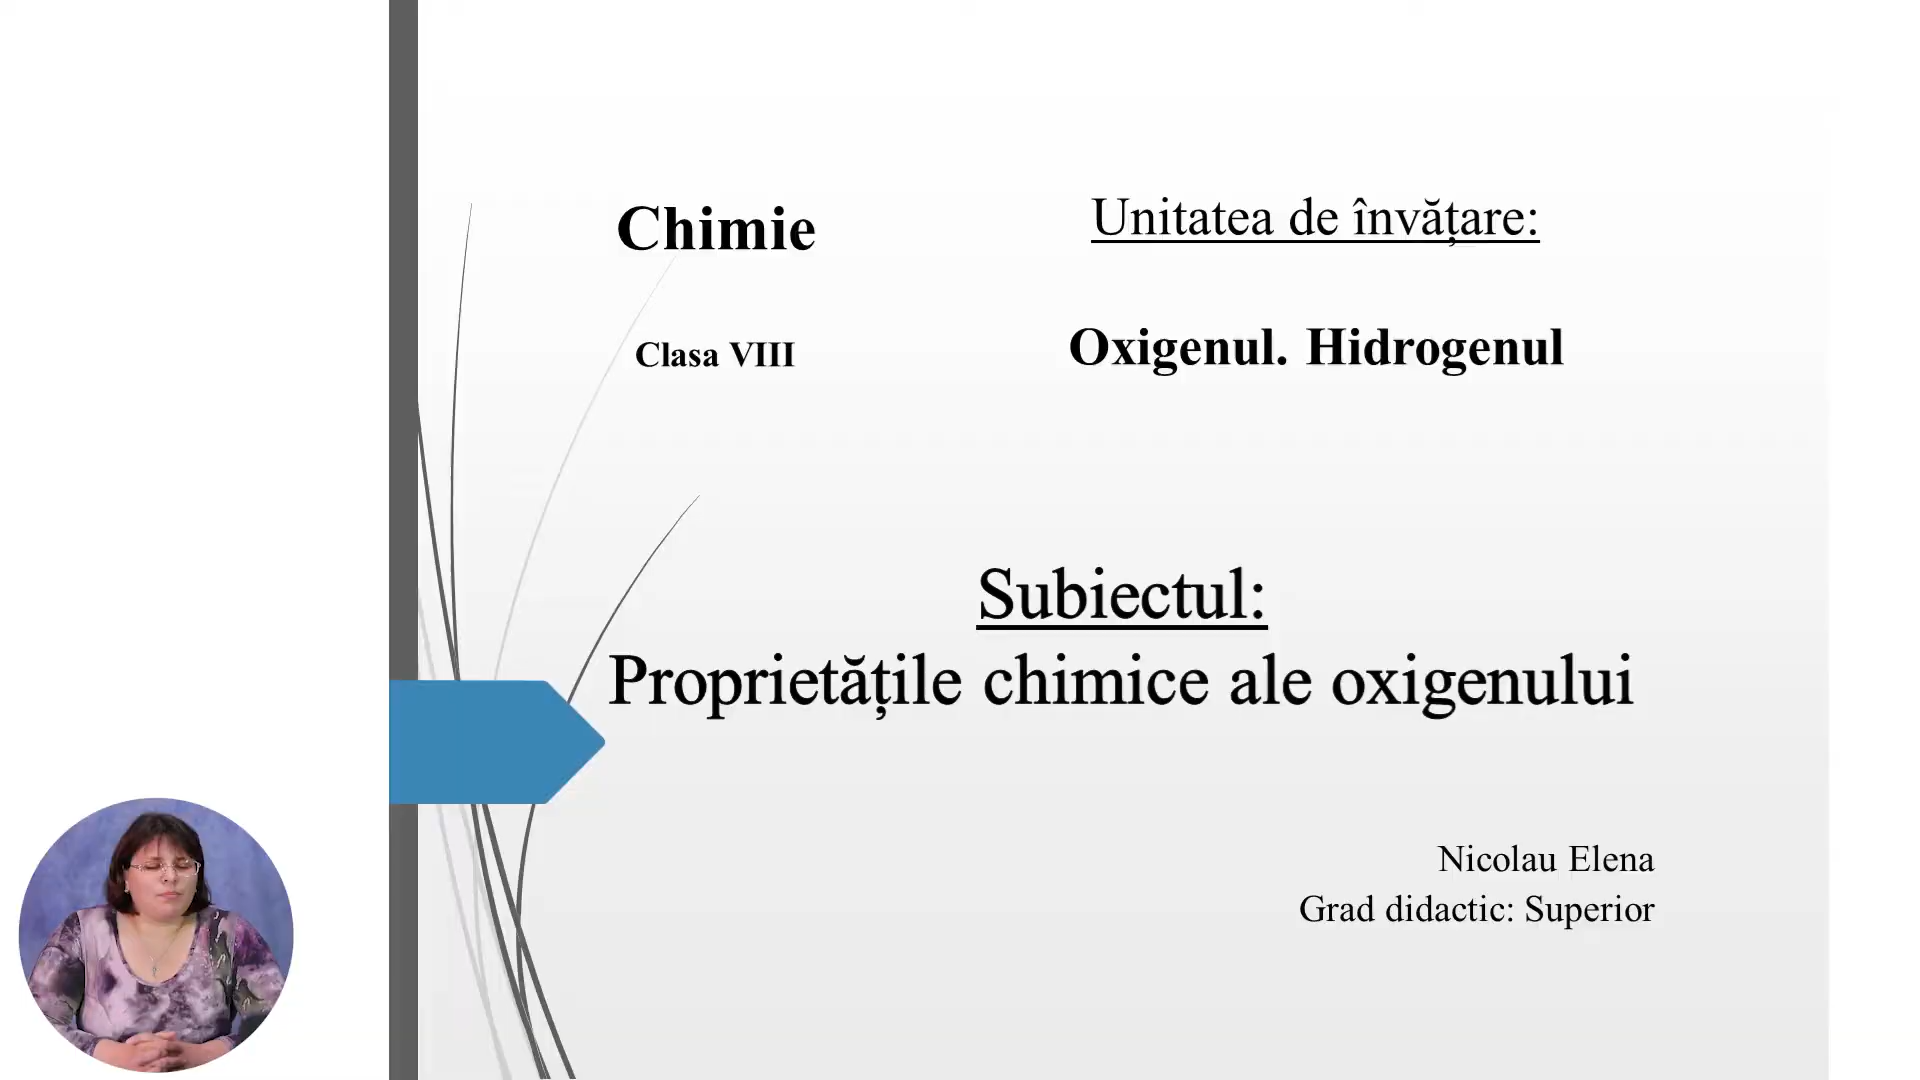 Chimie
Clasa VIII
Unitatea de învățare:
Oxigenul. Hidrogenul
Subiectul:
Proprietățile chimice ale oxigenului
Nicolau Elena
Grad didactic: Superior